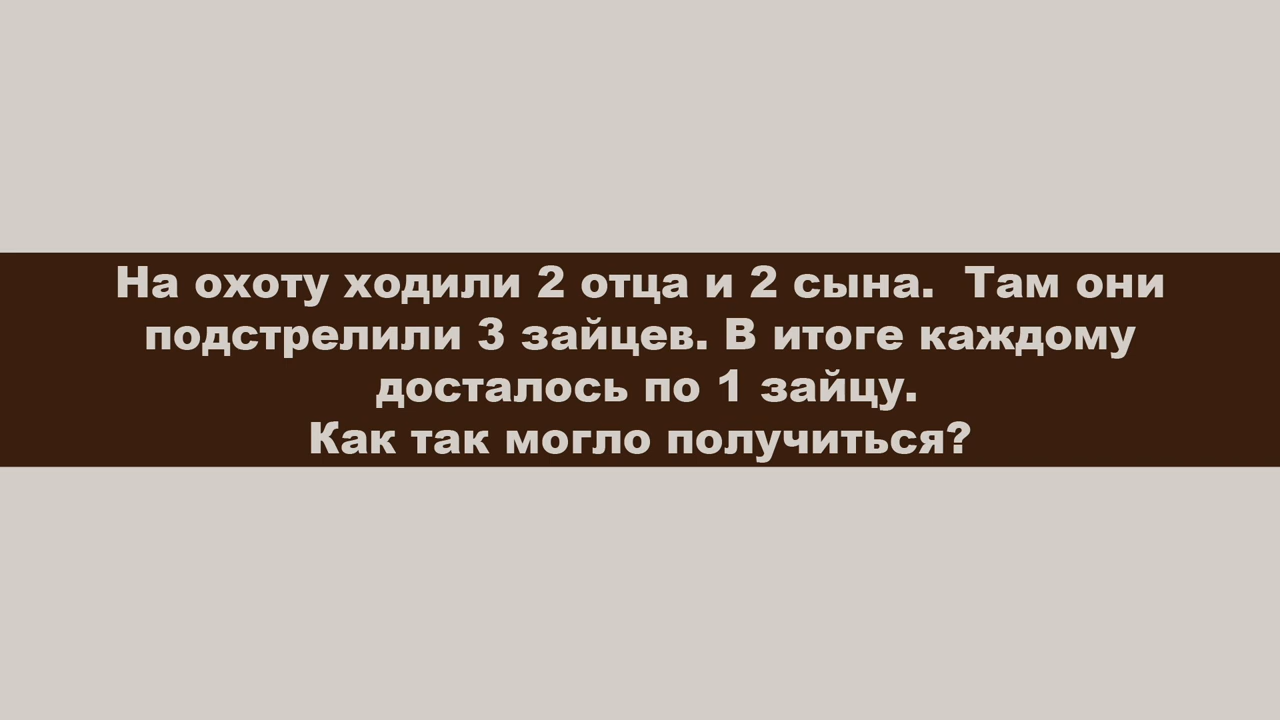 На охоту ходили 2 отца и 2 сына.  Там они
подстрелили 3 зайцев. В итоге каждому
досталось по 1 зайцу.
Как так могло получиться?